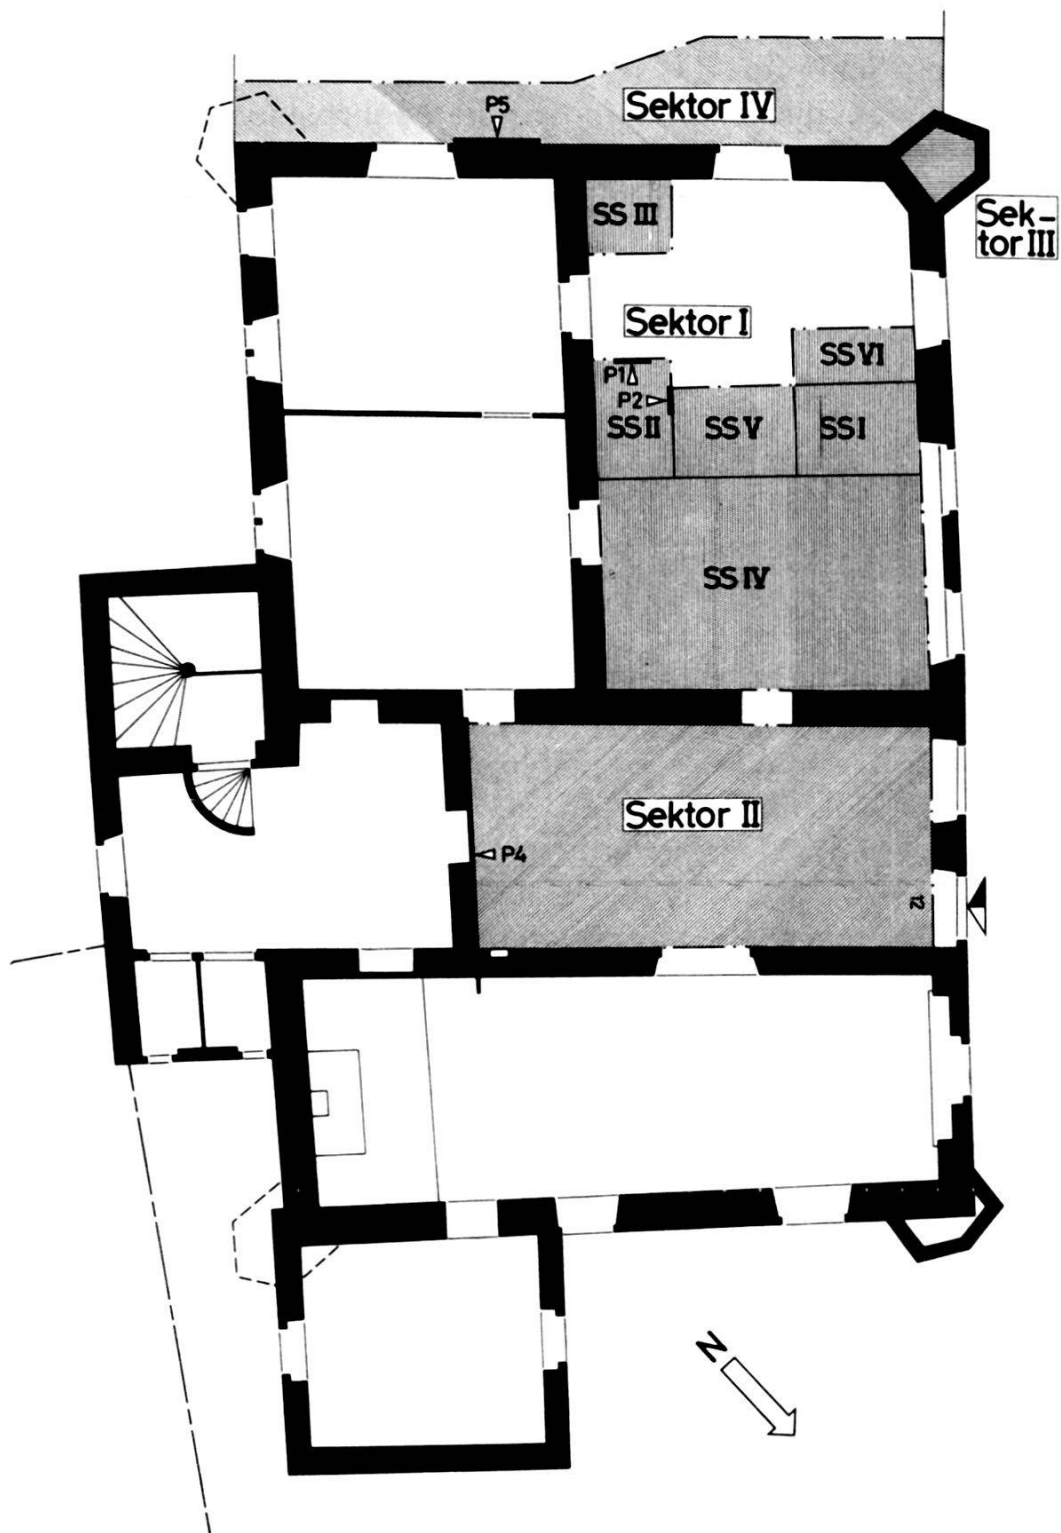 P5
Sektor IV
SS III
Sek-
tor III
Sektor I
SS VI
P1
P2
SS II
SS V
SS I
SS IV
Sektor II
P4
N